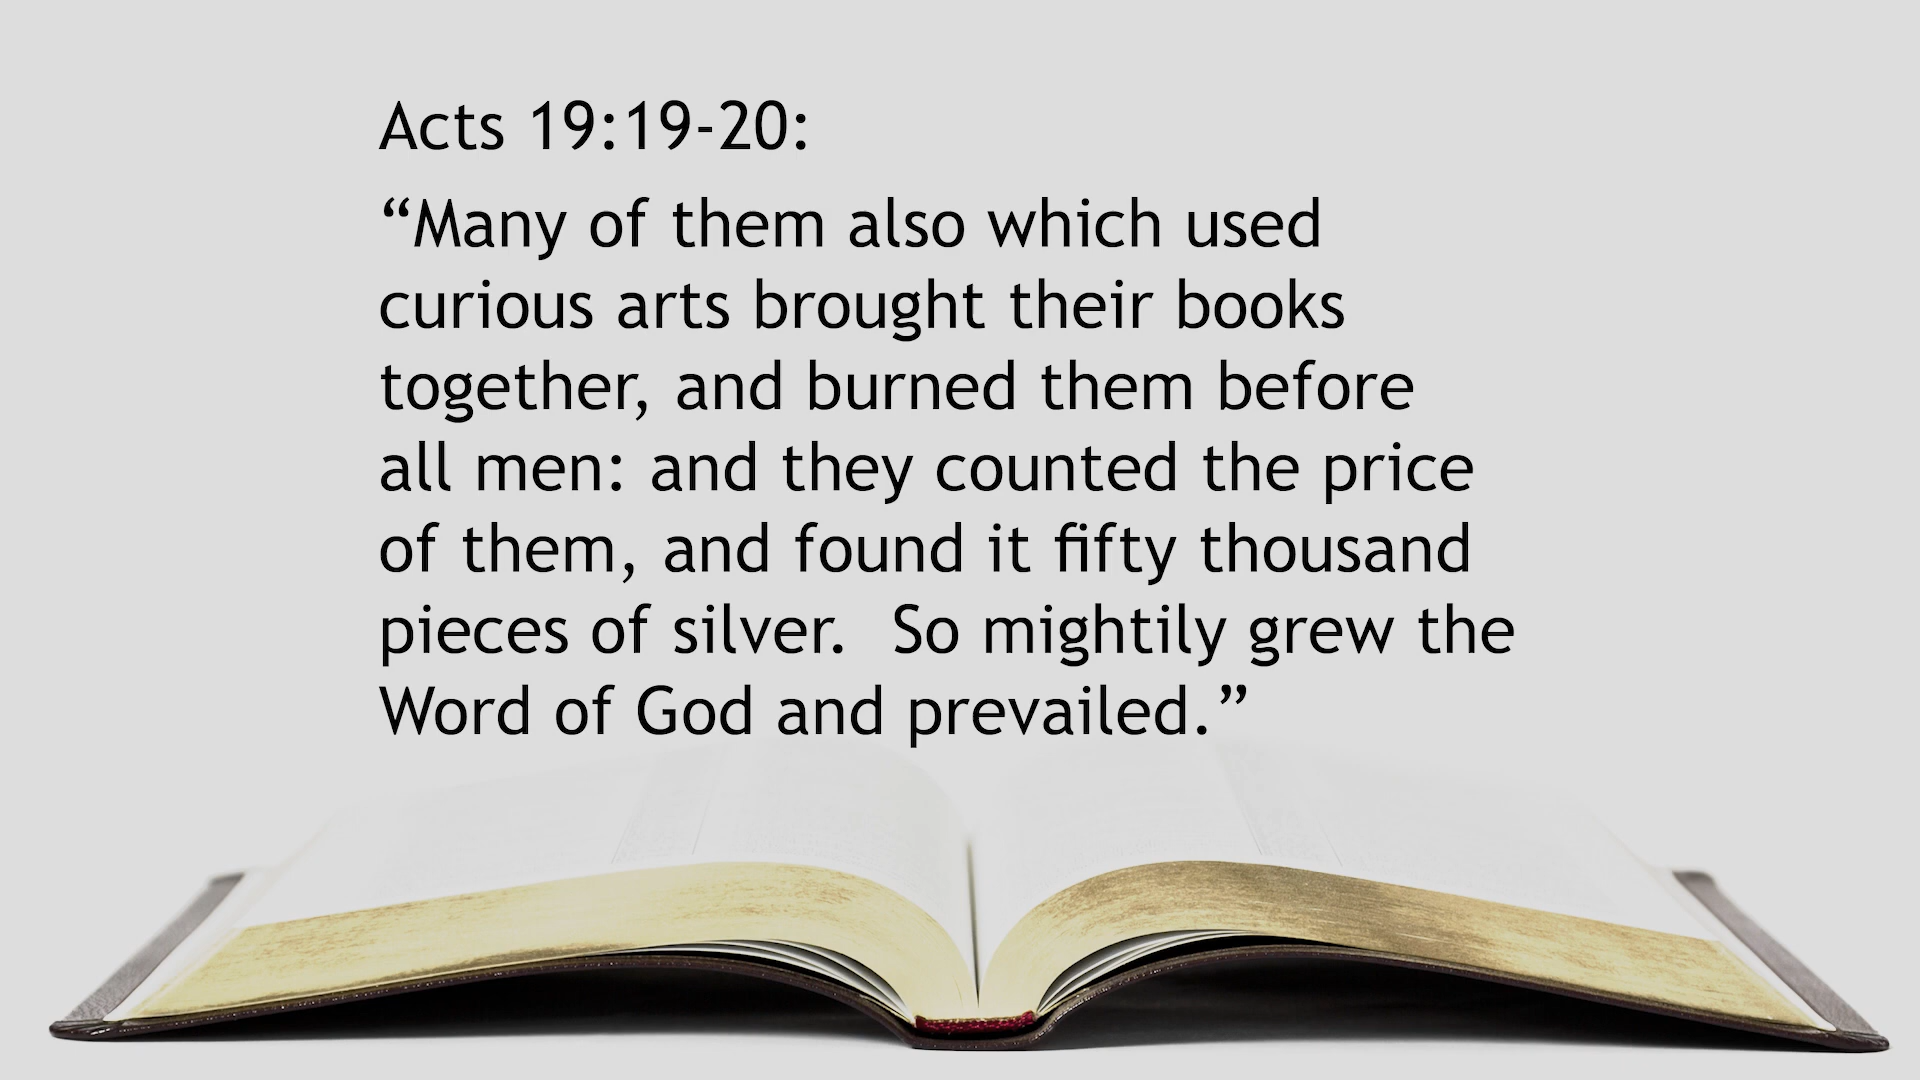 Acts 19:19-20:
“Many of them also which used
curious arts brought their books
together, and burned them before
all men: and they counted the price
of them, and found it fifty thousand
pieces of silver.  So mightily grew the
Word of God and prevailed.”